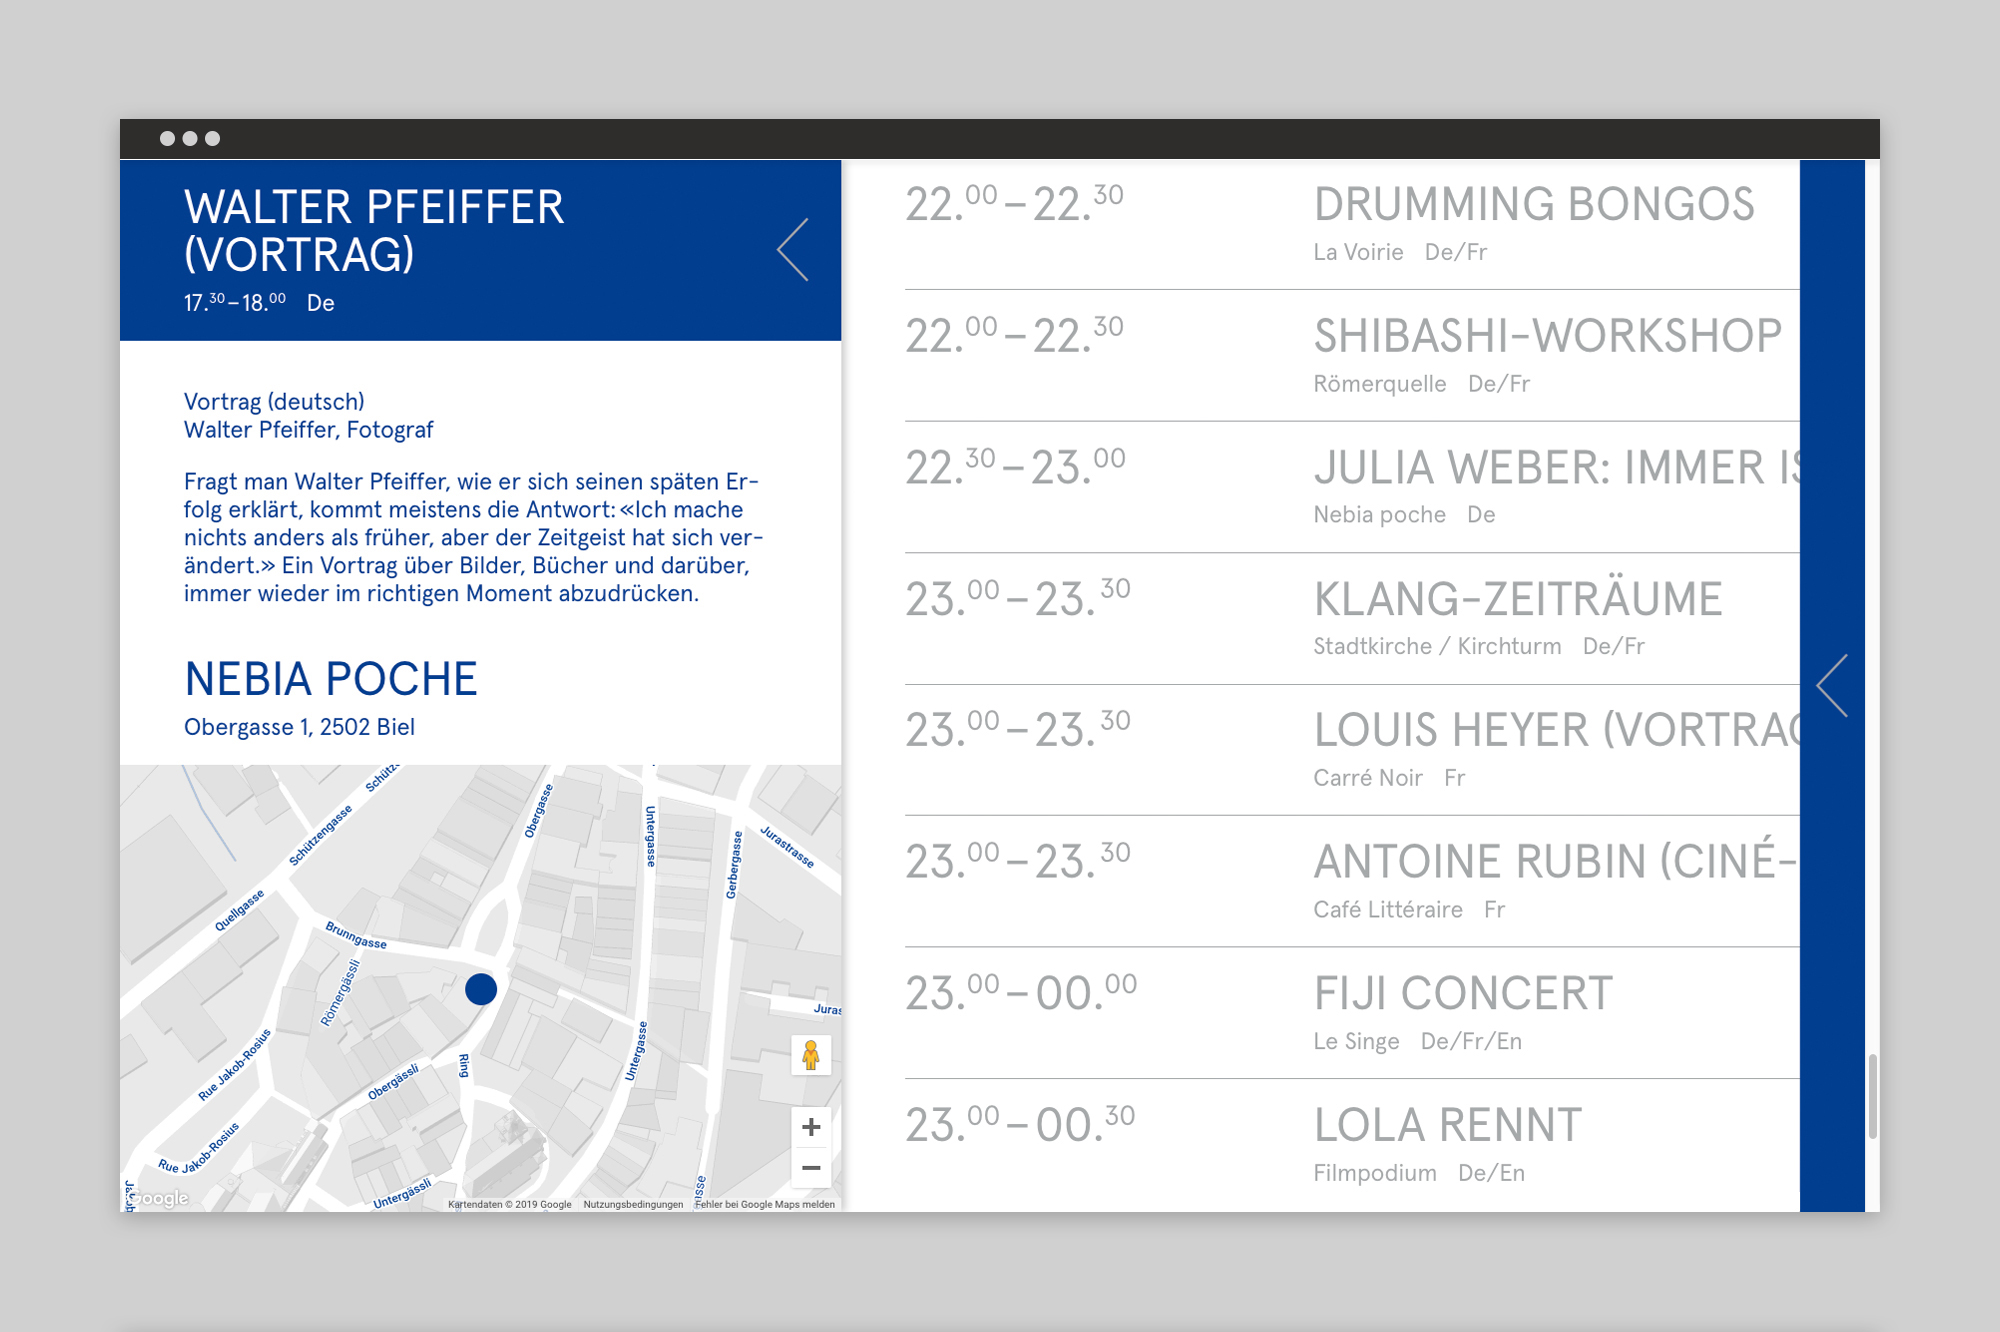 WALTER PFEIFFER
(VORTRAG)
17.30–18.00 De
Vortrag (deutsch)
Walter Pfeiffer, Fotograf
Fragt man Walter Pfeiffer, wie er sich seinen späten Er-
folg erklärt, kommt meistens die Antwort: «Ich mache
nichts anders als früher, aber der Zeitgeist hat sich ver-
ändert.» Ein Vortrag über Bilder, Bücher und darüber,
immer wieder im richtigen Moment abzudrücken.
NEBIA POCHE
Obergasse 1, 2502 Biel
Schützengasse
Obergasse
Untergasse
Gerbergasse
Jurastrasse
Quellgasse
Brunngasse
Römergässli
Rue Jakob-Rosius
Obergässli
Ring
Untergasse
Juras
Rue Jakob-Rosius
Untergässli
Google
+
–
Kartendaten © 2019 Google Nutzungsbedingungen Fehler bei Google Maps melden
22.00–22.30 DRUMMING BONGOS
La Voirie De/Fr
22.00–22.30 SHIBASHI-WORKSHOP
Römerquelle De/Fr
22.30–23.00 JULIA WEBER: IMMER IS
Nebia poche De
23.00–23.30 KLANG-ZEITRÄUME
Stadtkirche / Kirchturm De/Fr
23.00–23.30 LOUIS HEYER (VORTRAG
Carré Noir Fr
23.00–23.30 ANTOINE RUBIN (CINÉ-
Café Littéraire Fr
23.00–00.00 FIJI CONCERT
Le Singe De/Fr/En
23.00–00.30 LOLA RENNT
Filmpodium De/En